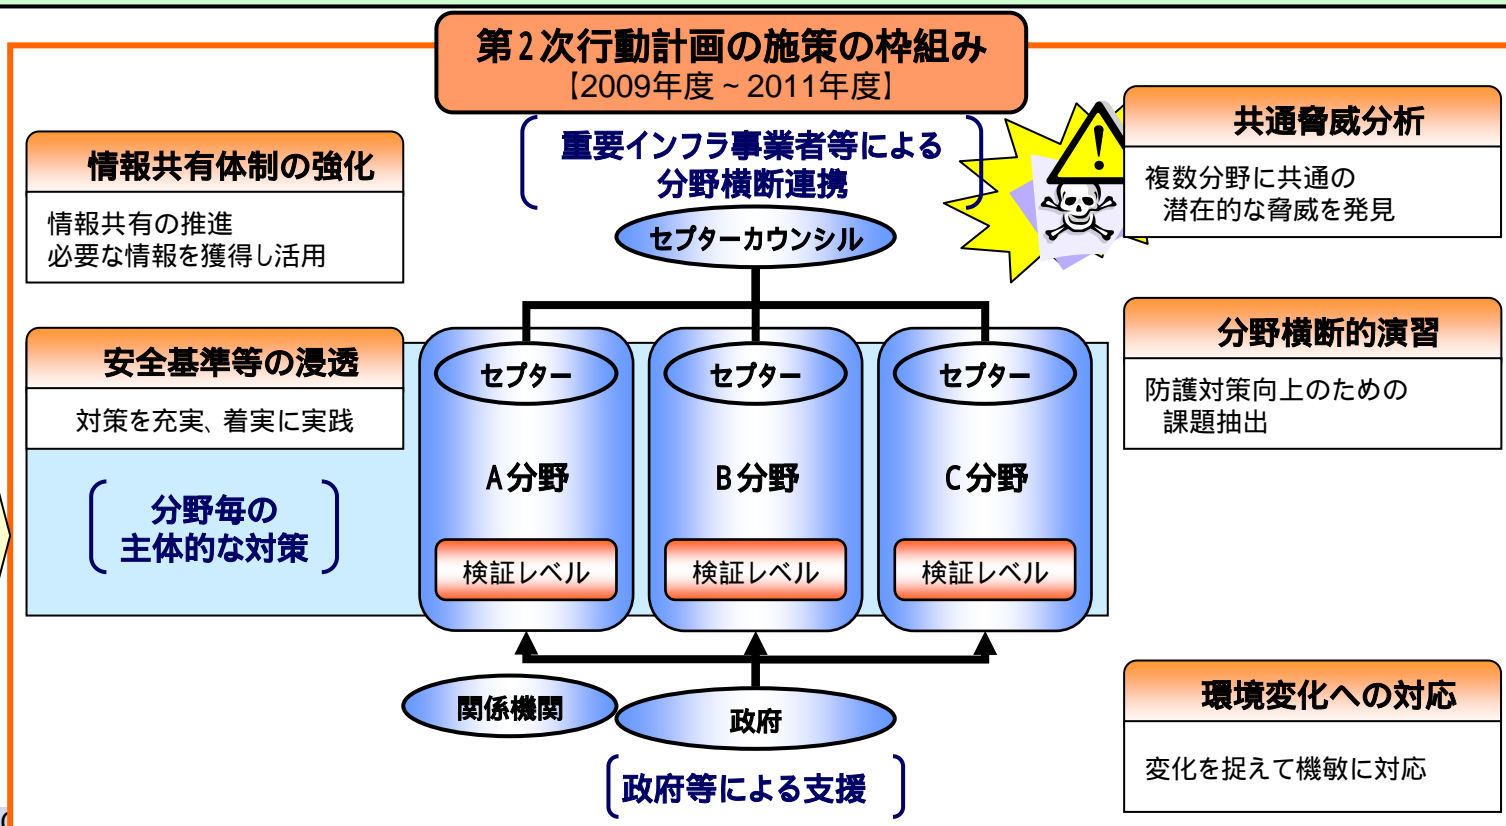 第2次行動計画の施策の枠組み
【2009年度~2011年度】
重要インフラ事業者等による
分野横断連携
情報共有体制の強化
情報共有の推進
必要な情報を獲得し活用
共通脅威分析
複数分野に共通の
潜在的な脅威を発見
!
セプターカウンシル
安全基準等の浸透
対策を充実、着実に実践
分野横断的演習
防護対策向上のための
課題抽出
セプター
セプター
セプター
A分野
B分野
C分野
分野毎の
主体的な対策
検証レベル
検証レベル
検証レベル
関係機関
政府
政府等による支援
環境変化への対応
変化を捉えて機敏に対応